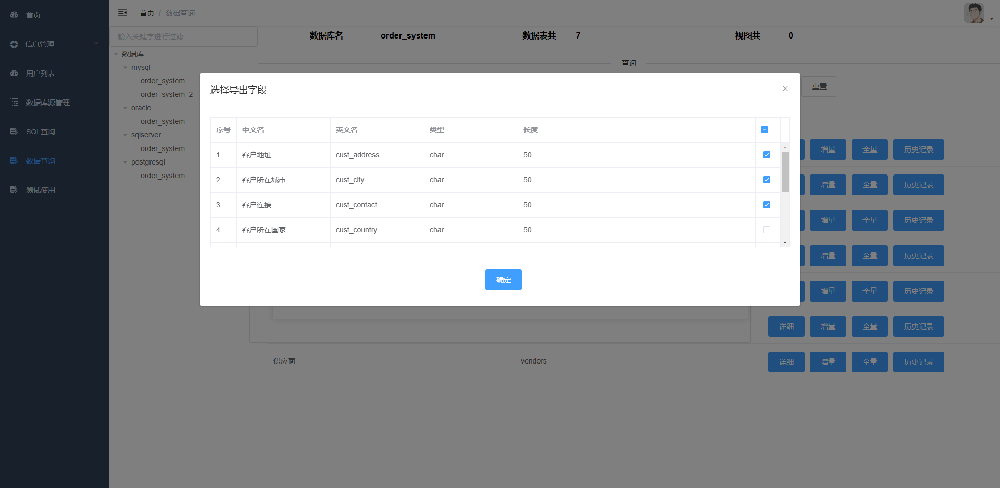 首页
信息管理
用户列表
数据库源管理
SQL查询
数据查询
测试使用
首页 / 数据查询
输入关键字进行过滤
数据库
mysql
order_system
order_system_2
oracle
order_system
sqlserver
order_system
postgresql
order_system
数据库名 order_system 数据表共 7 视图共 0
查询
重置
选择导出字段
序号 中文名 英文名 类型 长度
1 客户地址 cust_address char 50
2 客户所在城市 cust_city char 50
3 客户连接 cust_contact char 50
4 客户所在国家 cust_country char 50
确定
增量 全量 历史记录
增量 全量 历史记录
增量 全量 历史记录
增量 全量 历史记录
增量 全量 历史记录
详细 增量 全量 历史记录
供应商 vendors 详细 增量 全量 历史记录